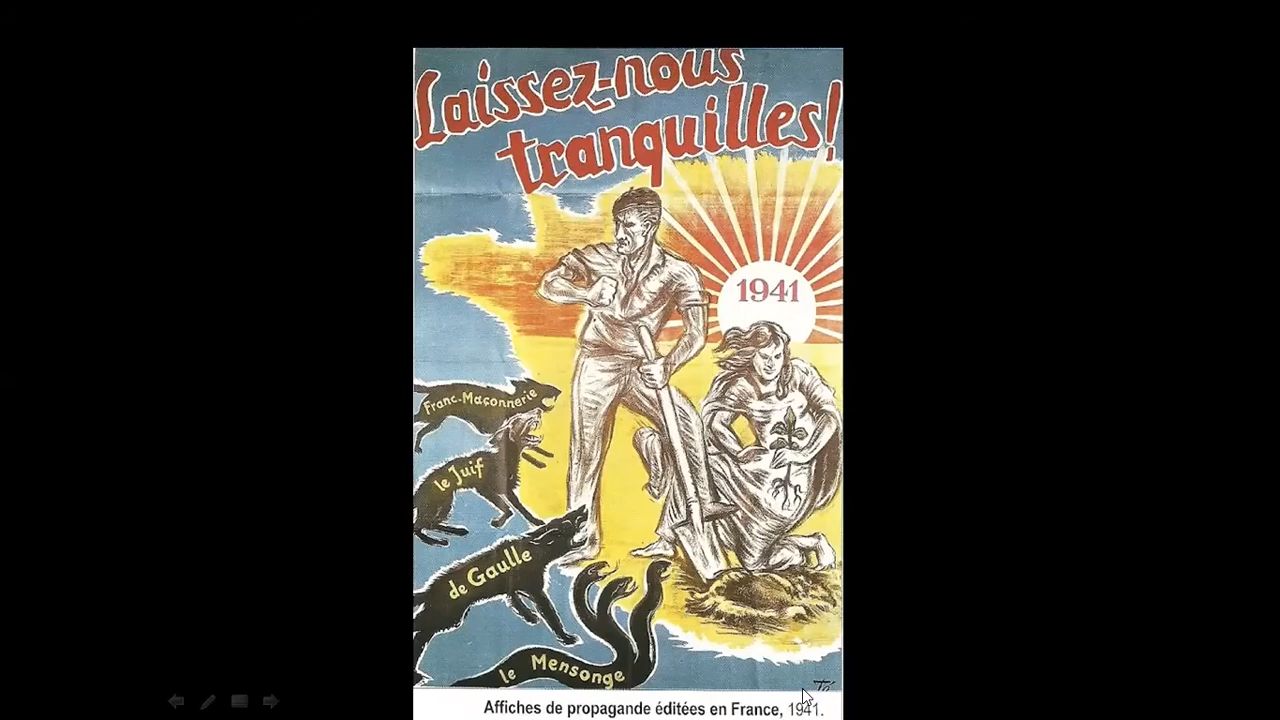 Laissez-nous
tranquilles!
1941
Franc-Maçonnerie
le Juif
de Gaulle
le Mensonge
Affiches de propagande éditées en France, 1941.